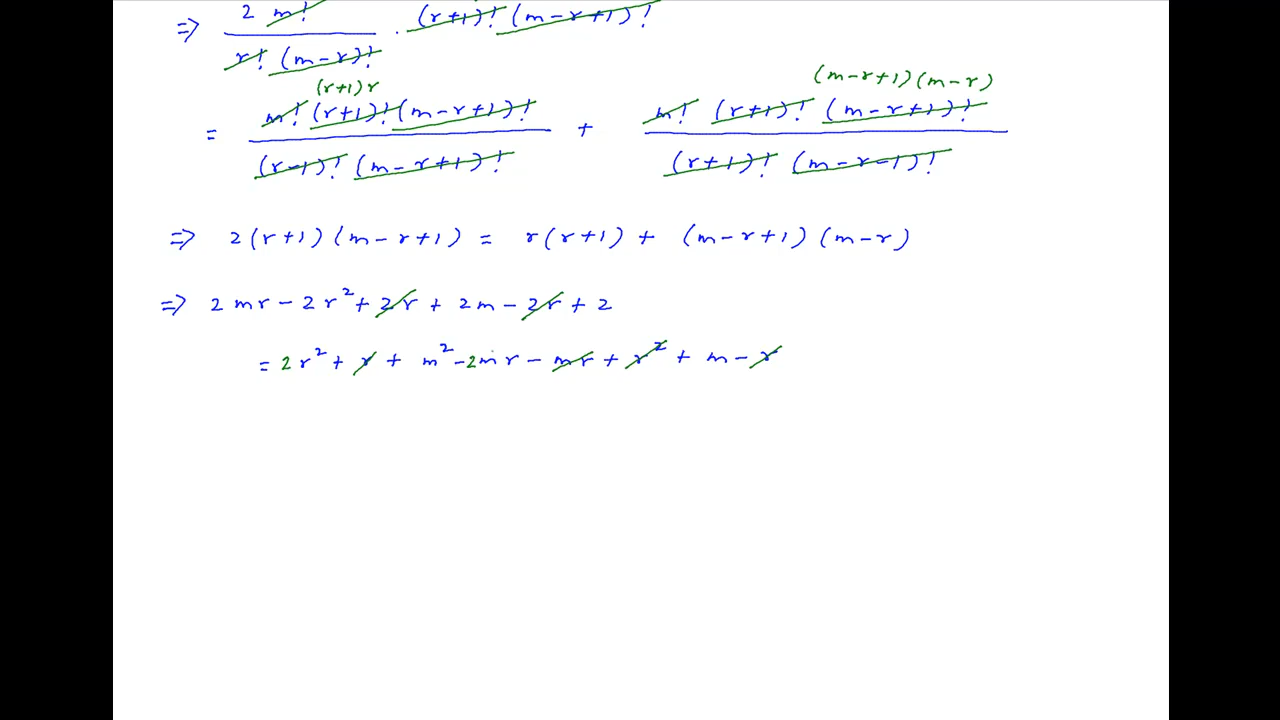 ⇒ 2 m! / r! (m-r)! . (r+1)! (m-r+1)!
(r+1) r (m-r+1) (m-r)
= m! (r+1)! (m-r+1)! / (r-1)! (m-r+1)! + m! (r+1)! (m-r+1)! / (r+1)! (m-r-1)!
⇒ 2(r+1)(m-r+1) = r(r+1) + (m-r+1)(m-r)
⇒ 2mr - 2r² + 2r + 2m - 2r + 2
= 2r² + r + m² - 2mr - mr + r² + m - r